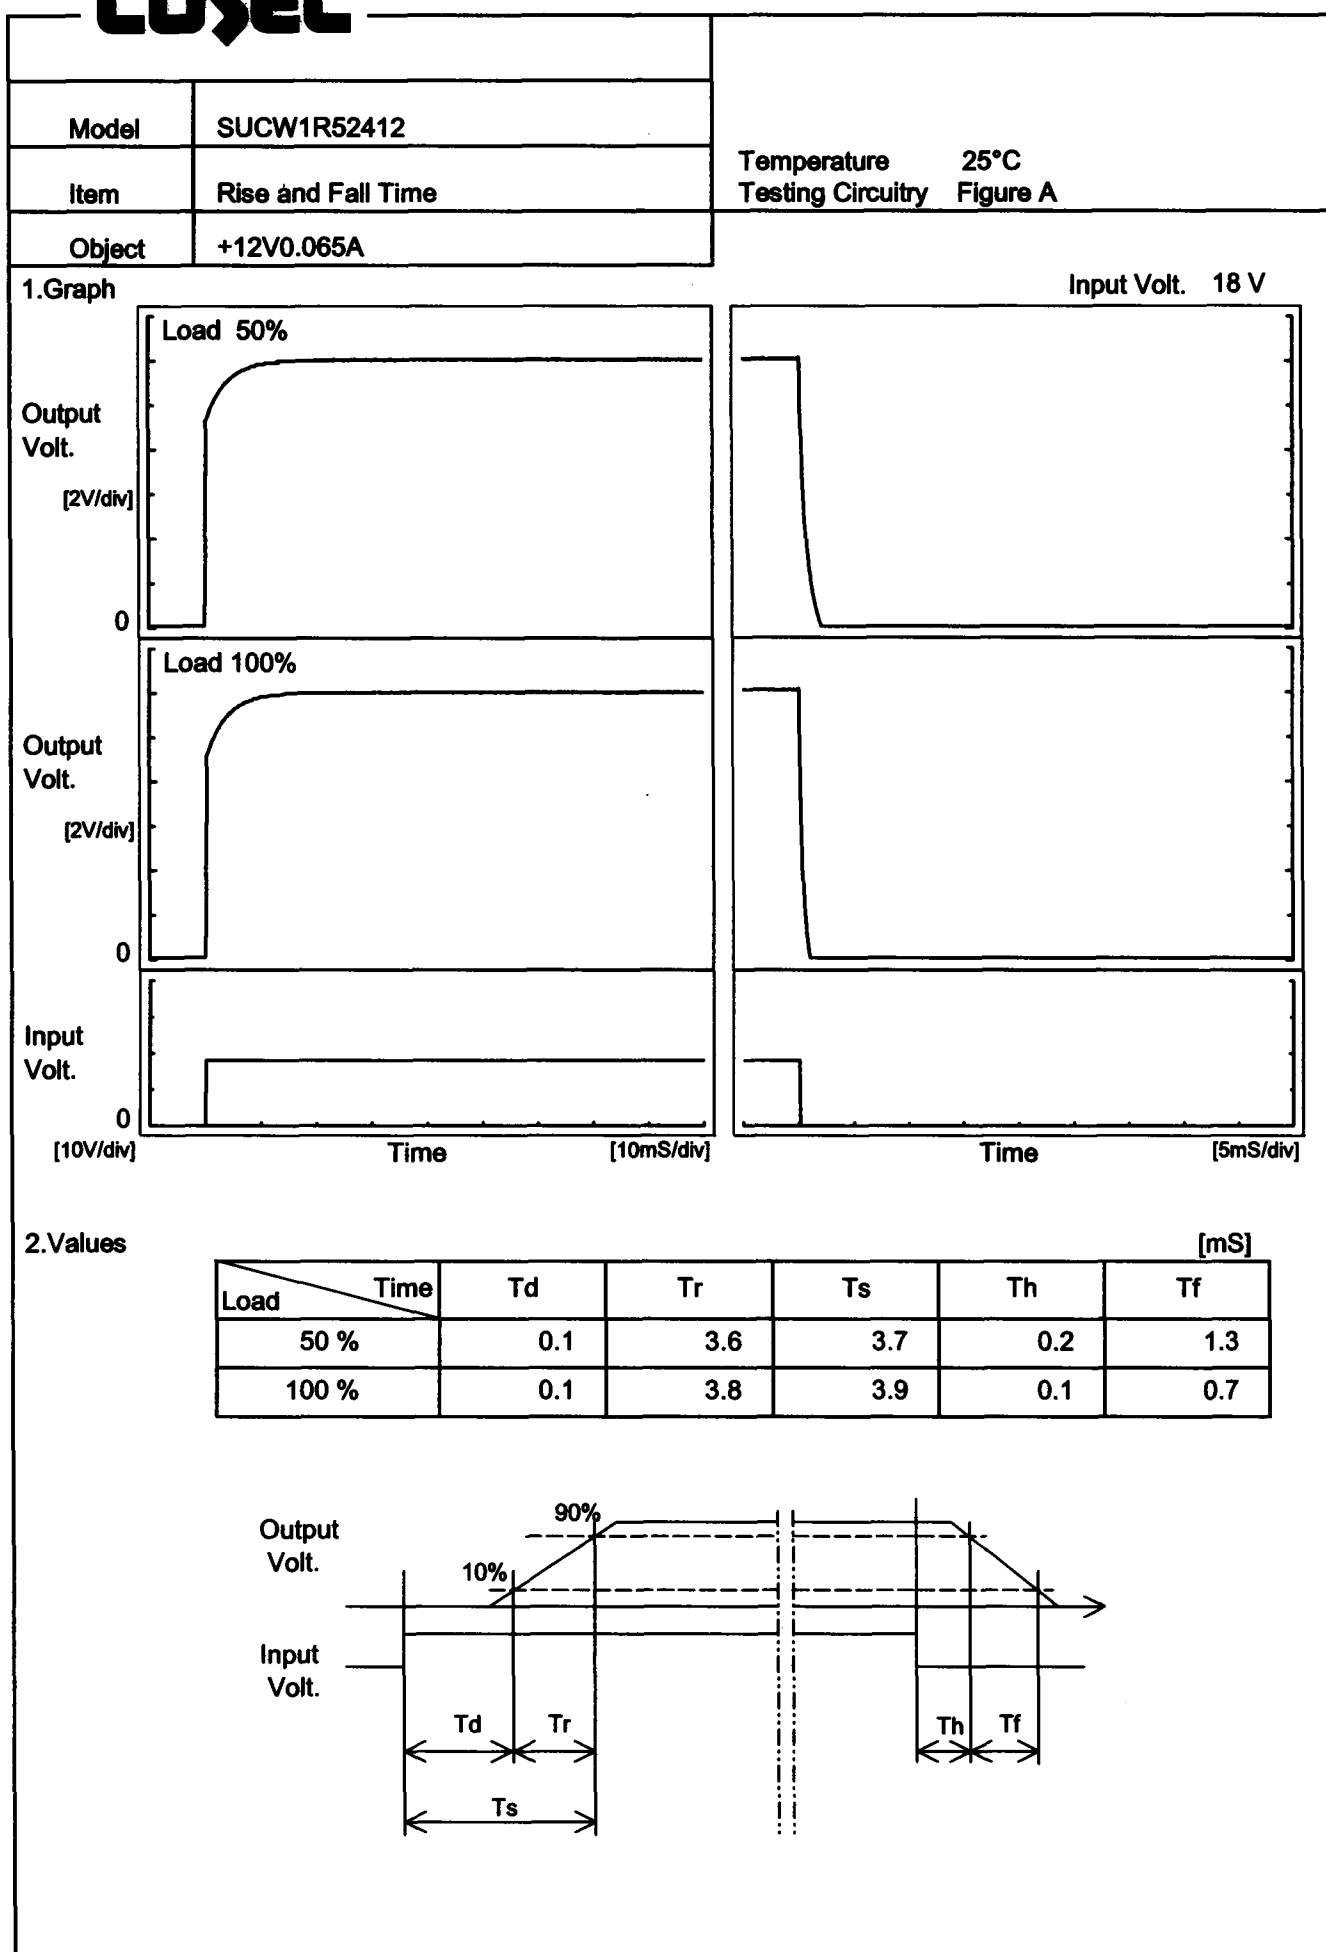 COSEL
Model SUCW1R52412
Item Rise and Fall Time
Object +12V0.065A
Temperature 25°C
Testing Circuitry Figure A
1.Graph
Input Volt. 18 V
Load 50%
Output
Volt.
[2V/div]
0
Load 100%
Output
Volt.
[2V/div]
0
Input
Volt.
0
[10V/div] Time [10mS/div] Time [5mS/div]
2.Values [mS]
Time Td Tr Ts Th Tf
Load
50 % 0.1 3.6 3.7 0.2 1.3
100 % 0.1 3.8 3.9 0.1 0.7
90%
Output
Volt.
10%
Input
Volt.
Td Tr Th Tf
Ts